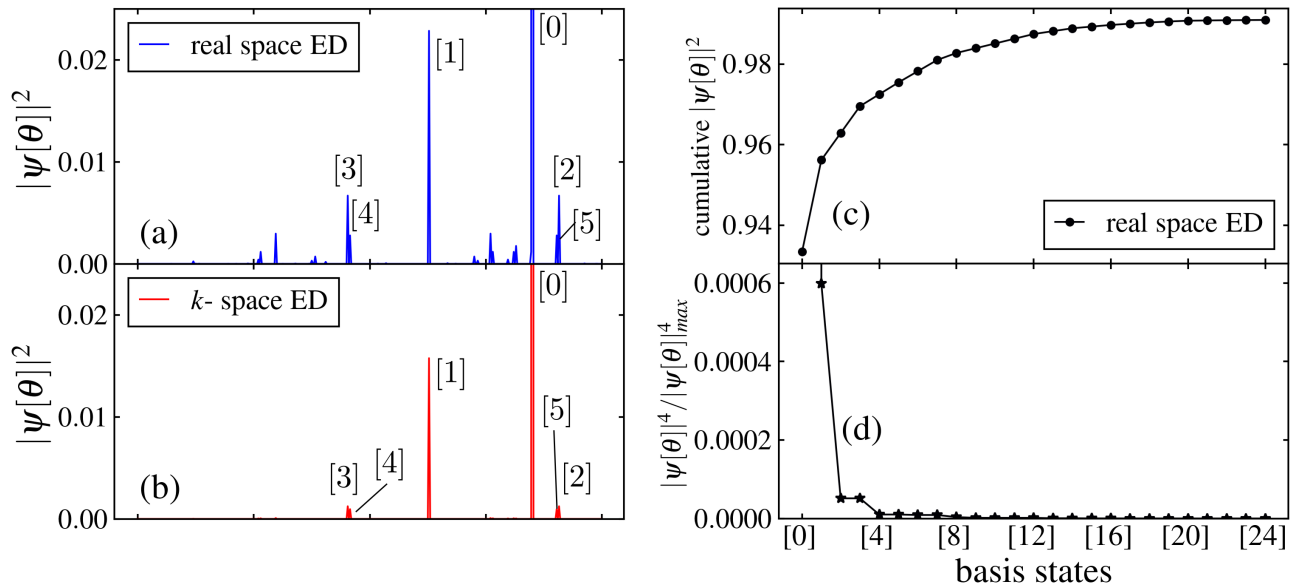 real space ED
[0]
[1]
[3]
[4]
[2]
[5]
(a)
|ψ[θ]|²
0.02
0.01
0.00
k- space ED
[0]
[1]
[3]
[4]
[5]
[2]
(b)
|ψ[θ]|²
0.02
0.01
0.00
cumulative |ψ[θ]|²
0.98
0.96
0.94
(c)
real space ED
|ψ[θ]|⁴/|ψ[θ]|⁴max
0.0006
0.0004
0.0002
0.0000
(d)
[0] [4] [8] [12] [16] [20] [24]
basis states